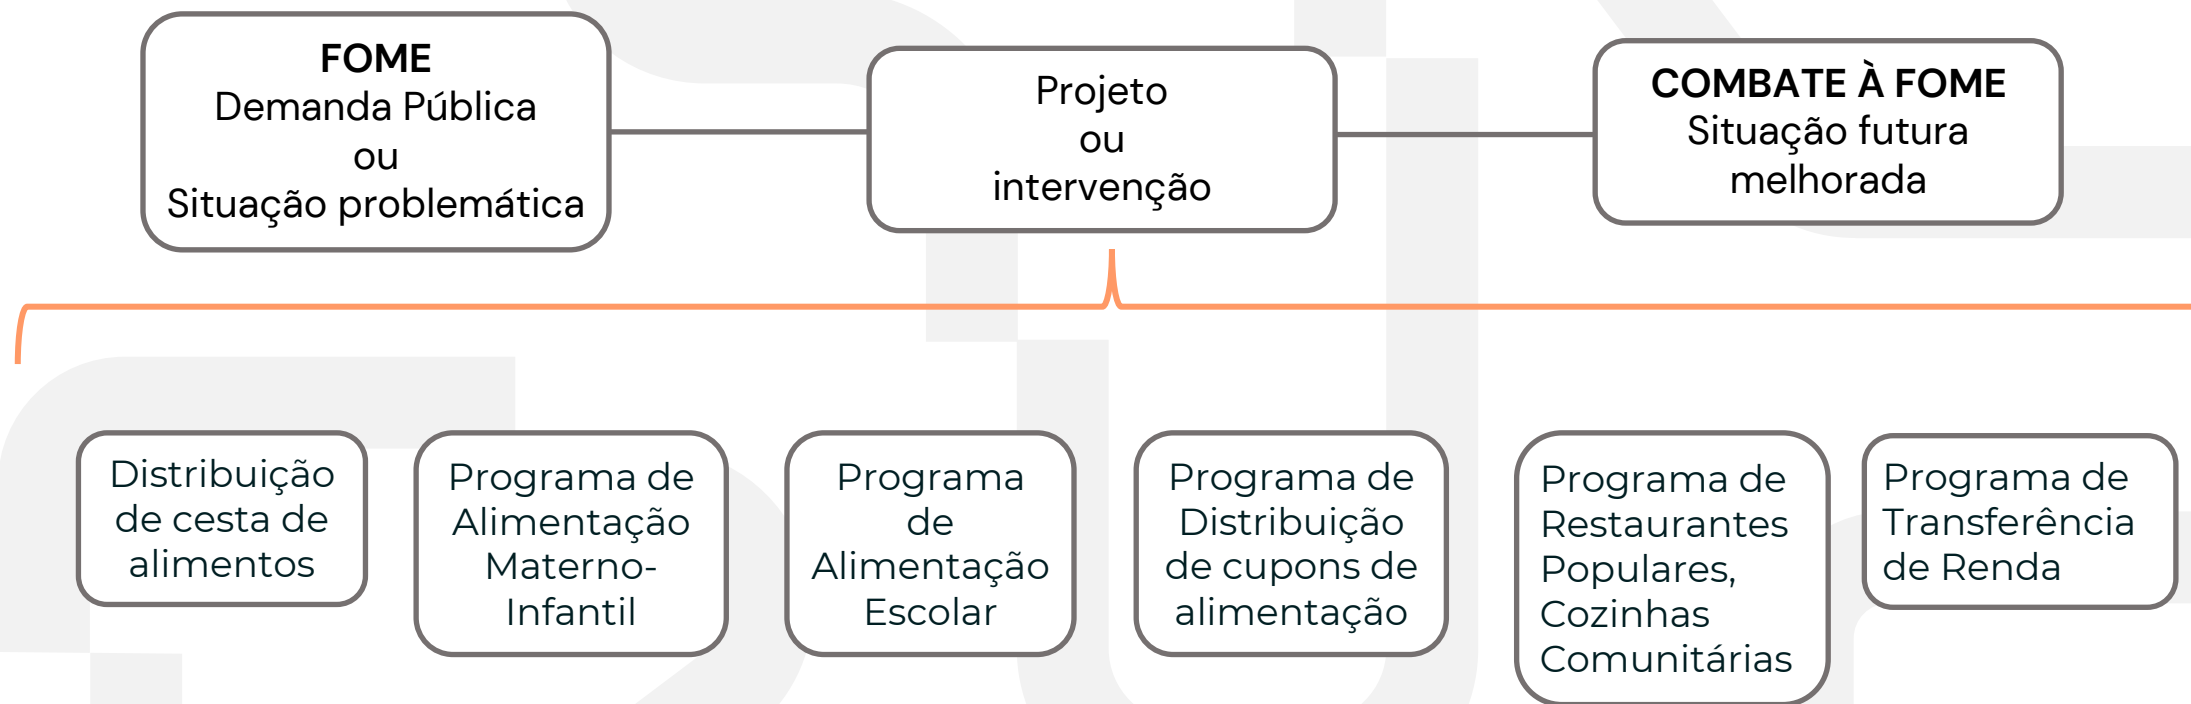 FOME
Demanda Pública
ou
Situação problemática
Projeto
ou
intervenção
COMBATE À FOME
Situação futura
melhorada
Distribuição
de cesta de
alimentos
Programa de
Alimentação
Materno-
Infantil
Programa
de
Alimentação
Escolar
Programa de
Distribuição
de cupons de
alimentação
Programa de
Restaurantes
Populares,
Cozinhas
Comunitárias
Programa de
Transferência
de Renda